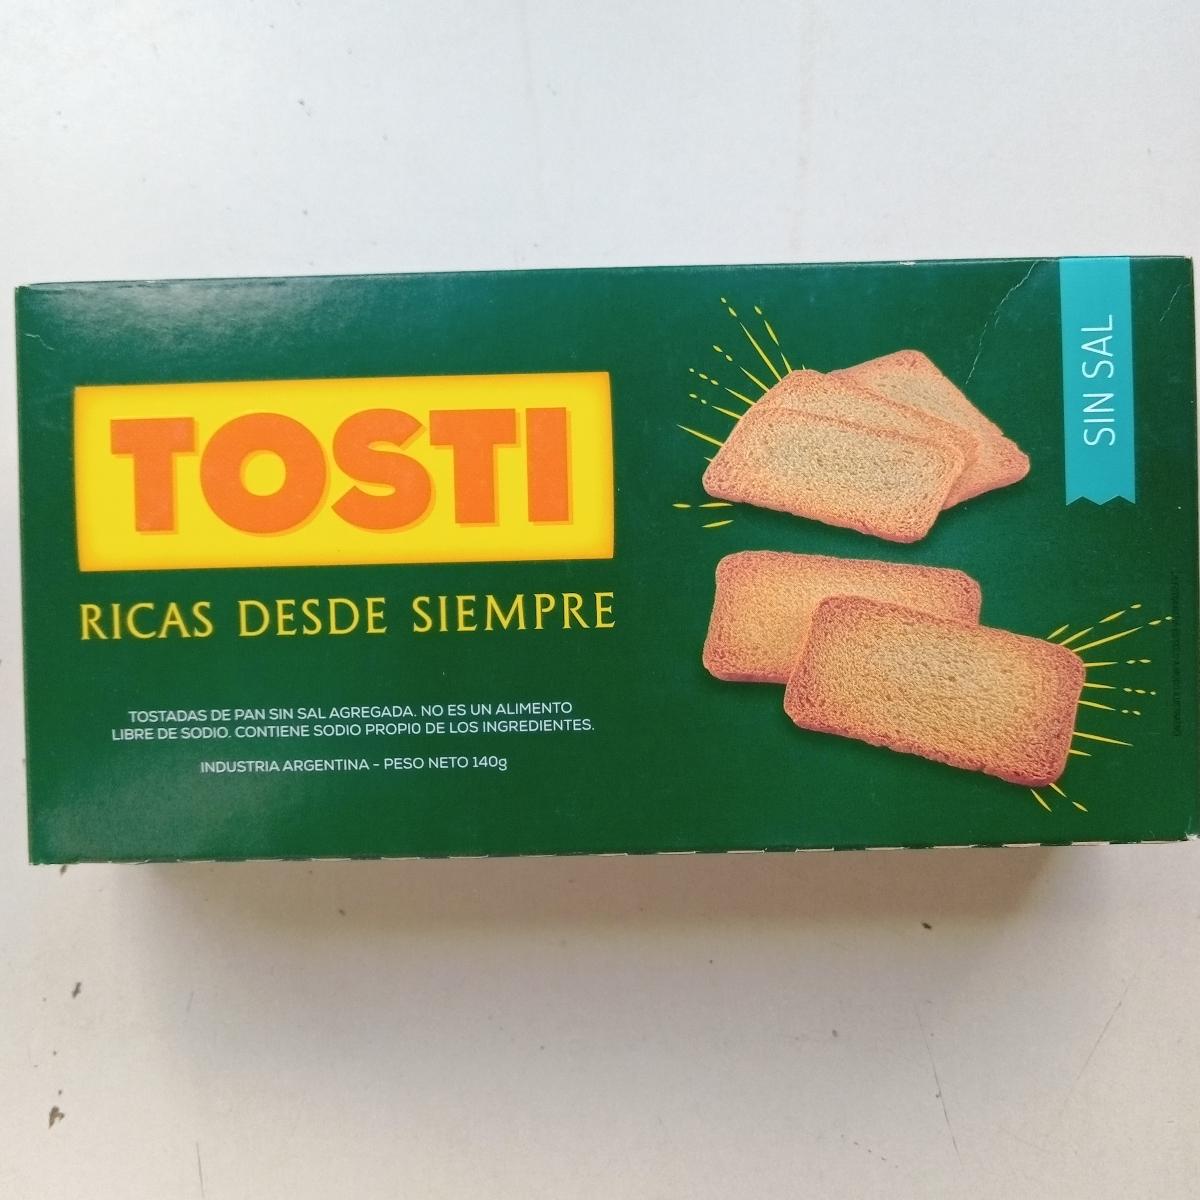 TOSTI
RICAS DESDE SIEMPRE
TOSTADAS DE PAN SIN SAL AGREGADA. NO ES UN ALIMENTO
LIBRE DE SODIO. CONTIENE SODIO PROPIO DE LOS INGREDIENTES.
INDUSTRIA ARGENTINA - PESO NETO 140g
SIN SAL